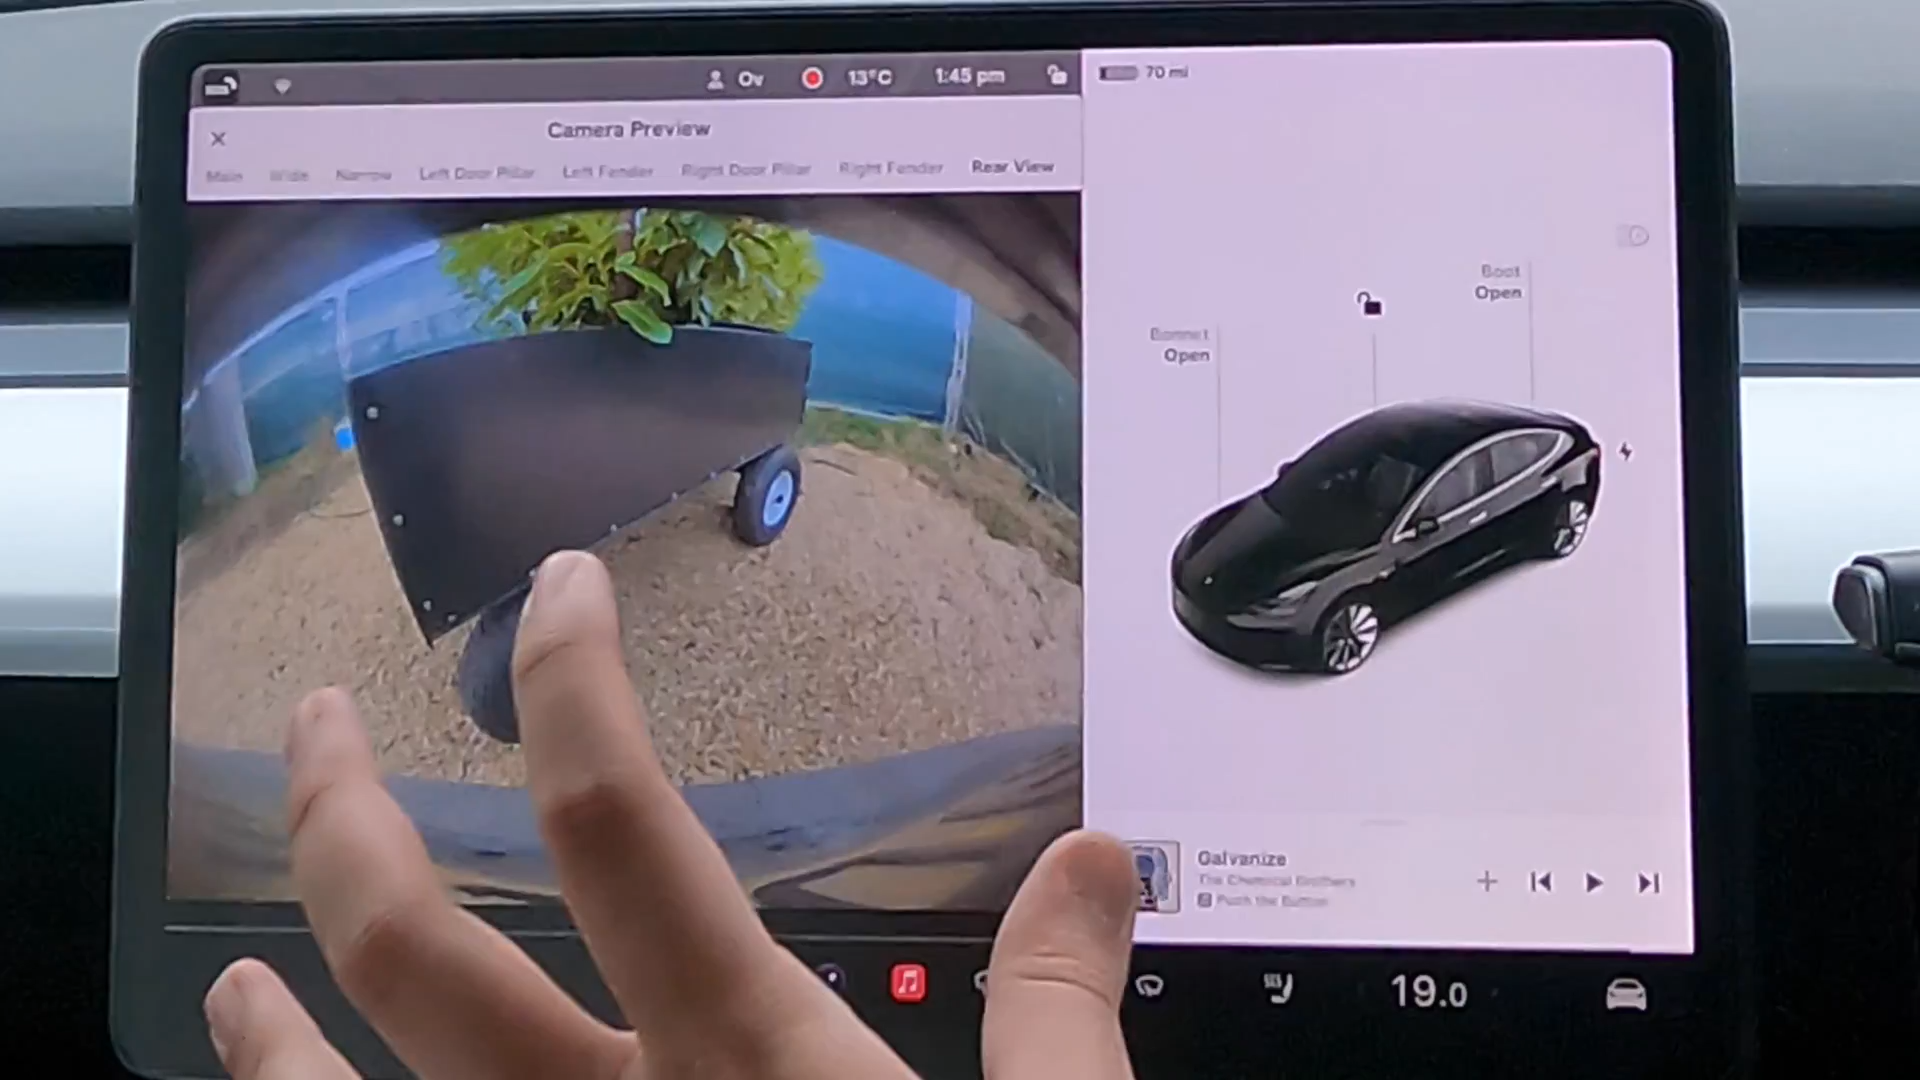 Ov 13°C 1:45 pm
70 mi
Camera Preview
Main Wide Narrow Left Door Pillar Left Fender Right Door Pillar Right Fender Rear View
Boot
Open
Bonnet
Open
Galvanize
The Chemical Brothers
Push the Button
19.0